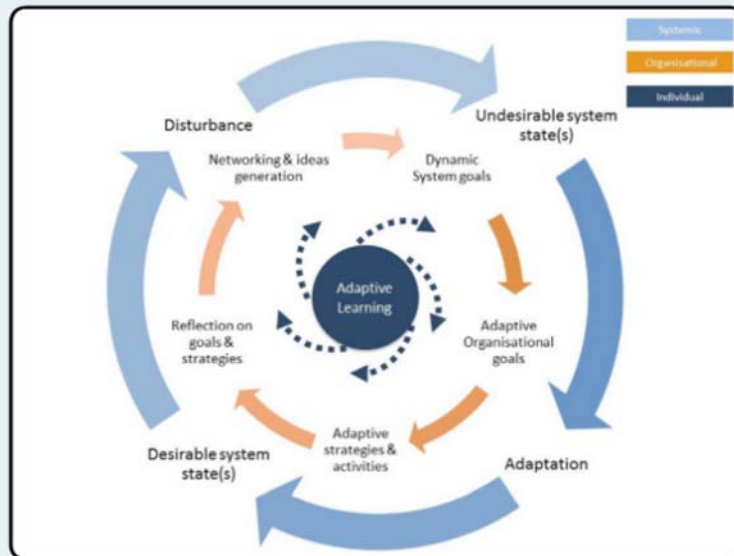 Systemic
Organisational
Individual
Disturbance
Undesirable system
state(s)
Networking & ideas
generation
Dynamic
System goals
Adaptive
Learning
Reflection on
goals &
strategies
Adaptive
Organisational
goals
Adaptive
strategies &
activities
Desirable system
state(s)
Adaptation